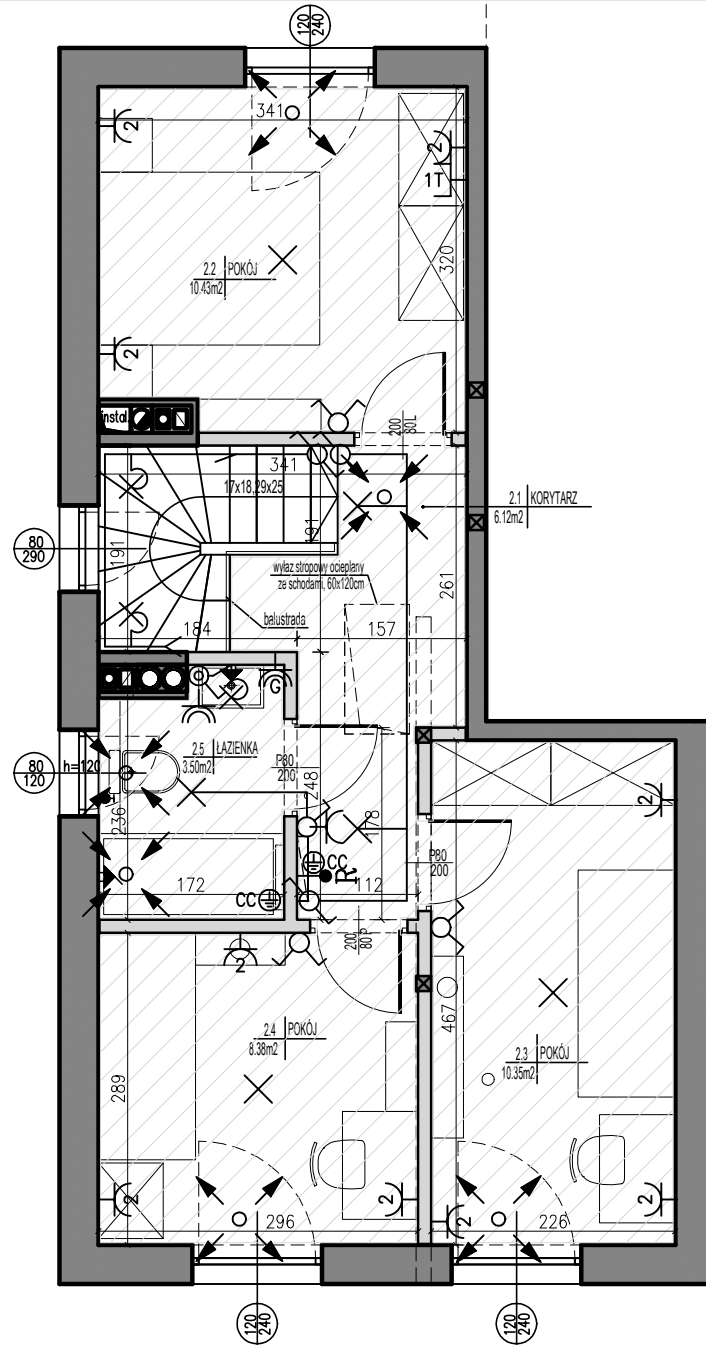 120
240
341
2
2
1T
320
2.2 POKÓJ
10.43m2
2
instal.
200
80L
341
17x18,29x25
191
2.1 KORYTARZ
6.12m2
80
290
191
właz stropowy ocieplany
ze schodami, 60x120cm
261
balustrada
184
157
G
2.5 ŁAZIENKA
3.50m2
80
120
h=120
P80
200
248
236
178
CC
R
P80
200
172
CC
112
200
80P
2
467
2
2.4 POKÓJ
8.38m2
2.3 POKÓJ
10.35m2
289
2
2
2
2
296
226
120
240
120
240